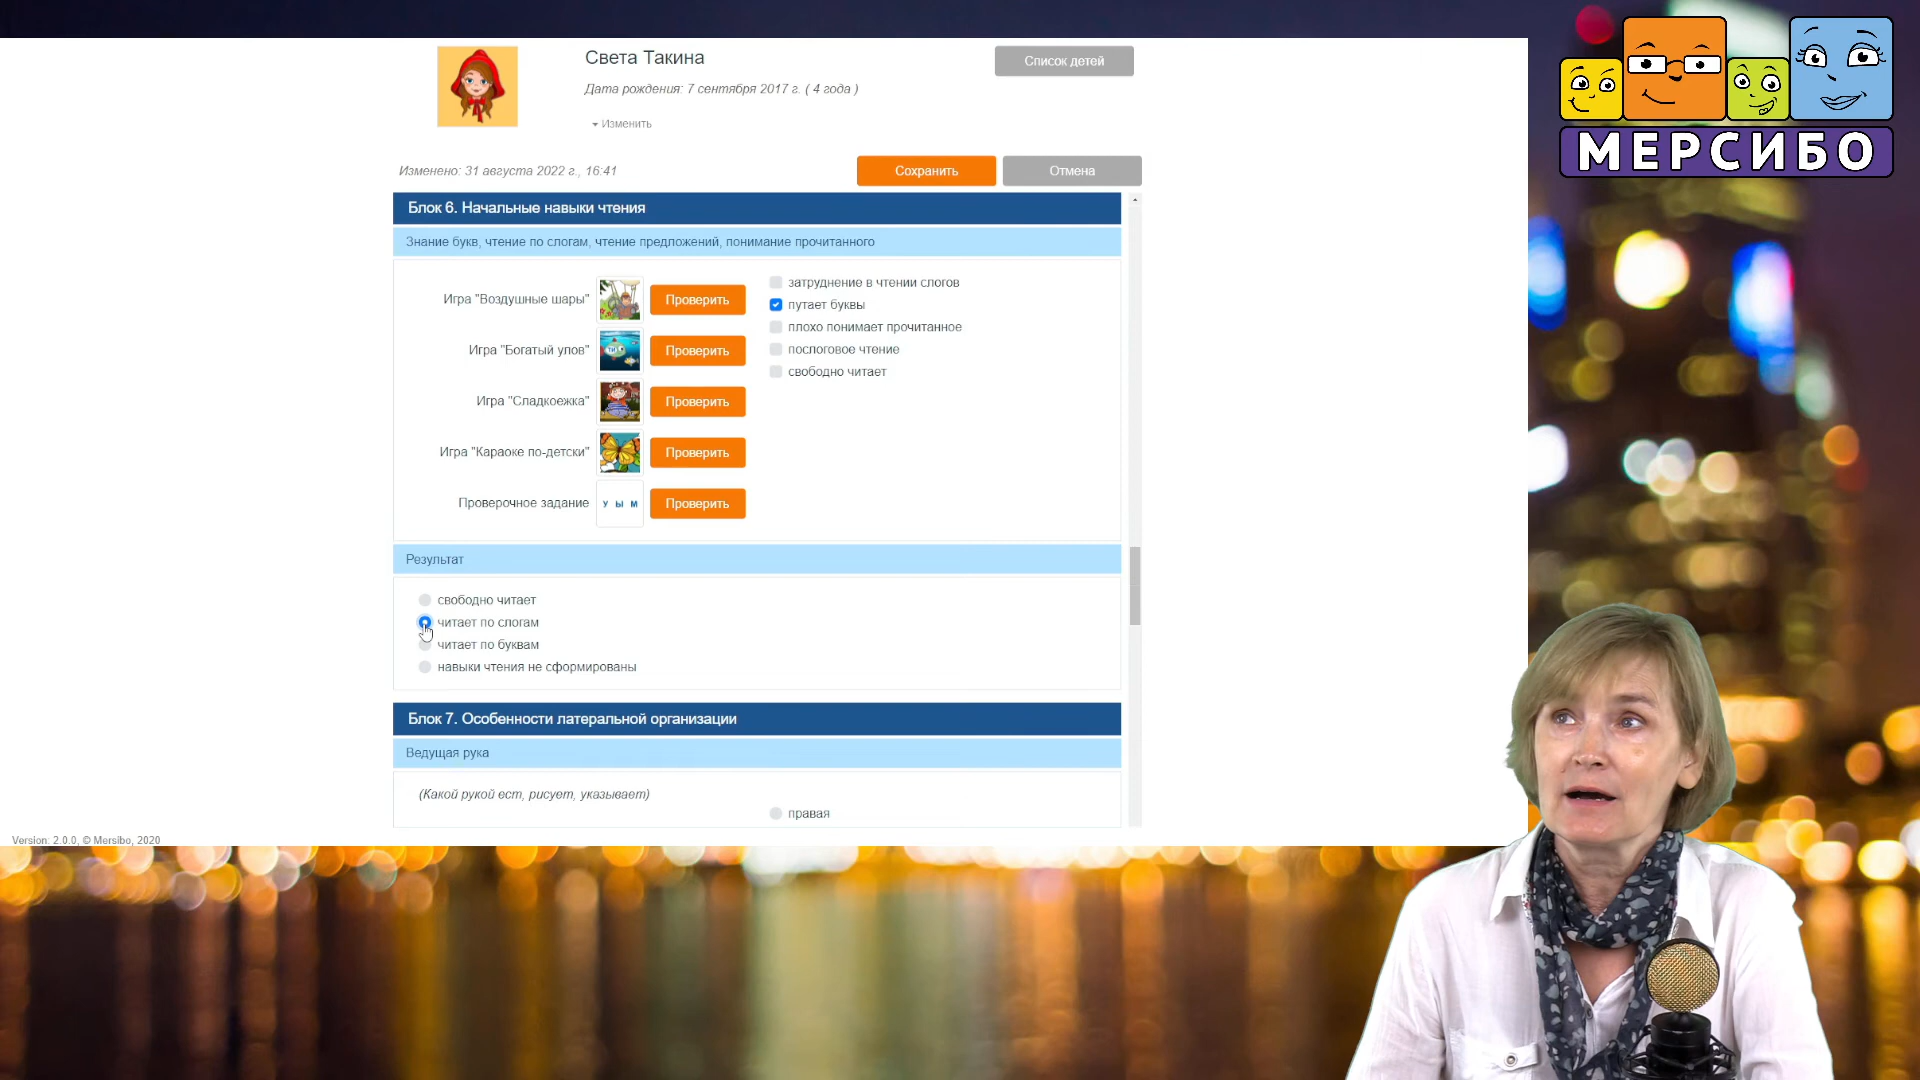 Света Такина
Список детей
Дата рождения: 7 сентября 2017 г. ( 4 года )
Изменить
МЕРСИБО
Изменено: 31 августа 2022 г., 16:41
Сохранить
Отмена
Блок 6. Начальные навыки чтения
Знание букв, чтение по слогам, чтение предложений, понимание прочитанного
Игра "Воздушные шары"
Проверить
Игра "Богатый улов"
ТИ
Проверить
Игра "Сладкоежка"
Проверить
Игра "Караоке по-детски"
Проверить
Проверочное задание
У Ы М
Проверить
затруднение в чтении слогов
путает буквы
плохо понимает прочитанное
послоговое чтение
свободно читает
Результат
свободно читает
читает по слогам
читает по буквам
навыки чтения не сформированы
Блок 7. Особенности латеральной организации
Ведущая рука
(Какой рукой ест, рисует, указывает)
правая
Version: 2.0.0, © Mersibo, 2020